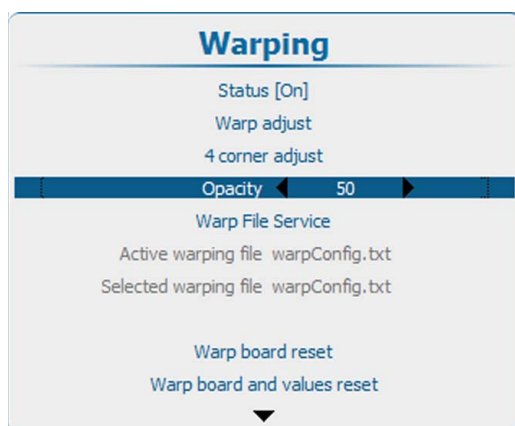 Warping
Status [On]
Warp adjust
4 corner adjust
Opacity 50
Warp File Service
Active warping file warpConfig.txt
Selected warping file warpConfig.txt
Warp board reset
Warp board and values reset